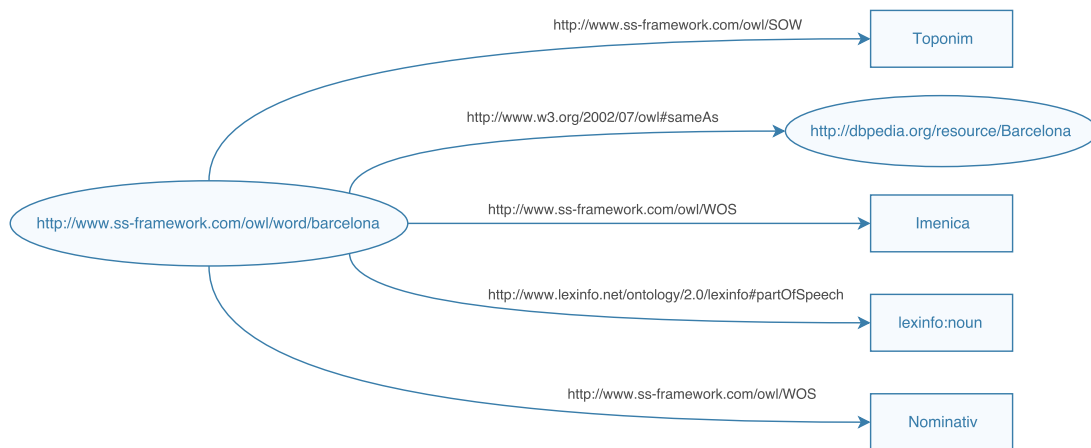 http://www.ss-framework.com/owl/SOW
Toponim
http://www.w3.org/2002/07/owl#sameAs
http://dbpedia.org/resource/Barcelona
http://www.ss-framework.com/owl/word/barcelona
http://www.ss-framework.com/owl/WOS
Imenica
http://www.lexinfo.net/ontology/2.0/lexinfo#partOfSpeech
lexinfo:noun
http://www.ss-framework.com/owl/WOS
Nominativ